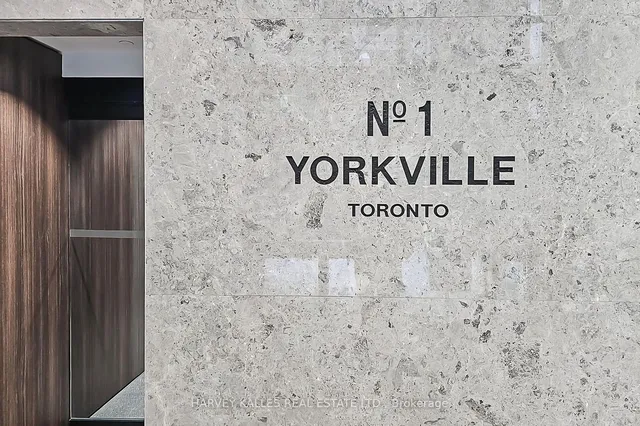 Nº 1
YORKVILLE
TORONTO
HARVEY KALLES REAL ESTATE LTD., Brokerage